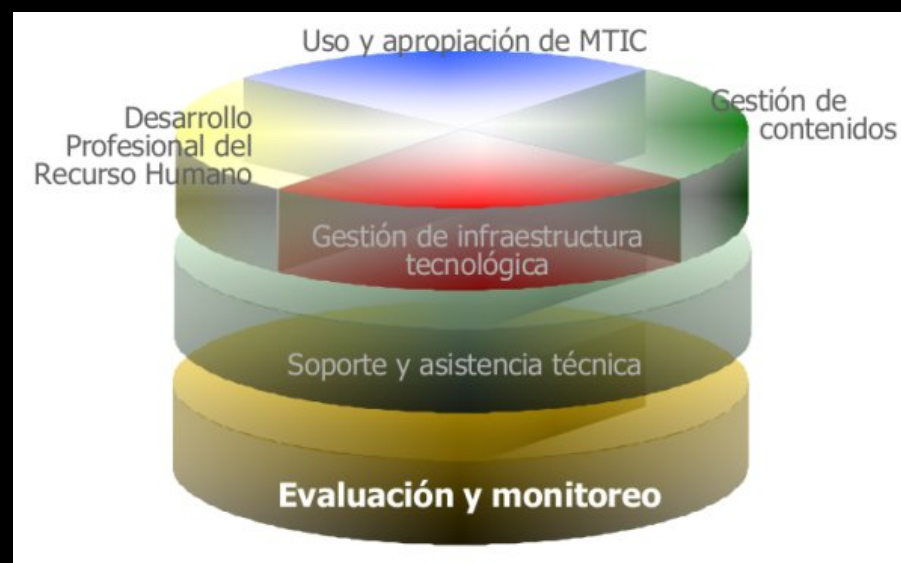 Uso y apropiación de MTIC
Desarrollo
Profesional del
Recurso Humano
Gestión de
contenidos
Gestión de infraestructura
tecnológica
Soporte y asistencia técnica
Evaluación y monitoreo